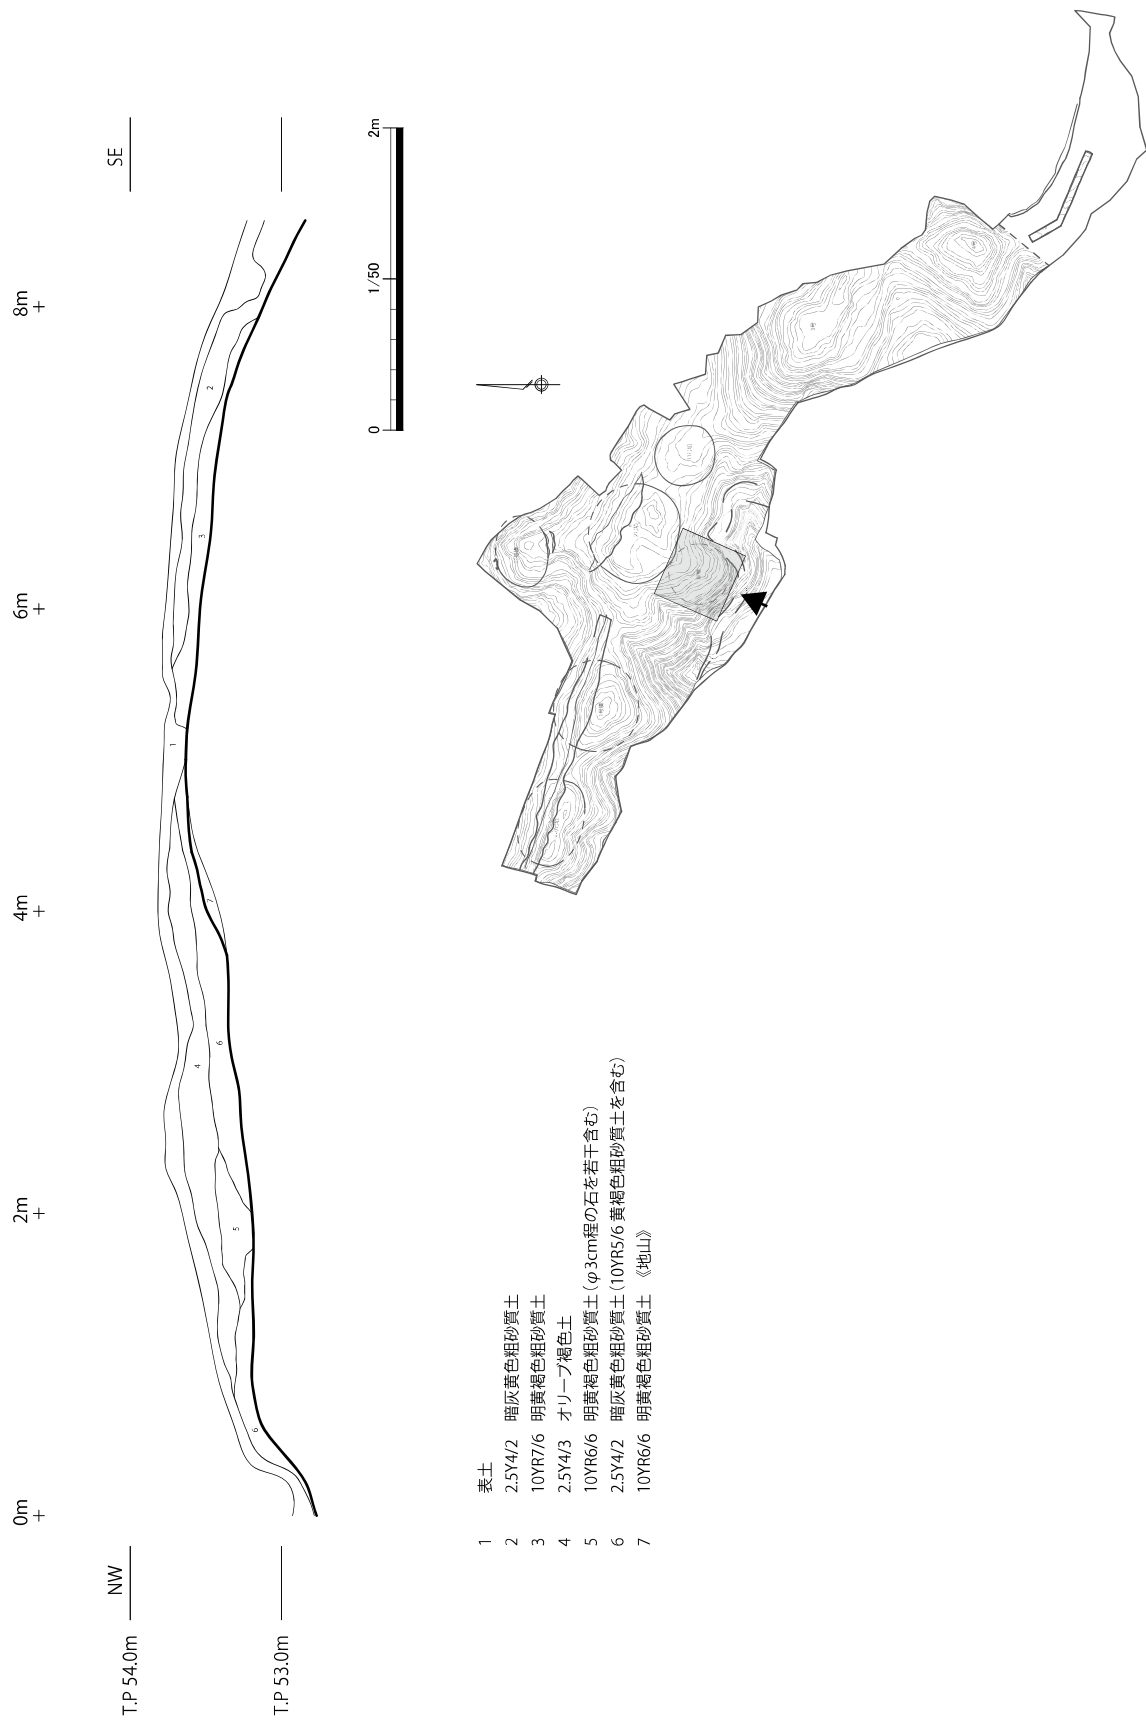 T.P 54.0m
NW
SE
T.P 53.0m
0m
2m
4m
6m
8m
1
2
3
4
5
6
6
7
0
1/50
2m
1 表土
2 2.5Y4/2 暗灰黄色粗砂質土
3 10YR7/6 明黄褐色粗砂質土
4 2.5Y4/3 オリーブ褐色土
5 10YR6/6 明黄褐色粗砂質土(φ3cm程の石を若干含む)
6 2.5Y4/2 暗灰黄色粗砂質土(10YR5/6 黄褐色粗砂質土を含む)
7 10YR6/6 明黄褐色粗砂質土 《地山》